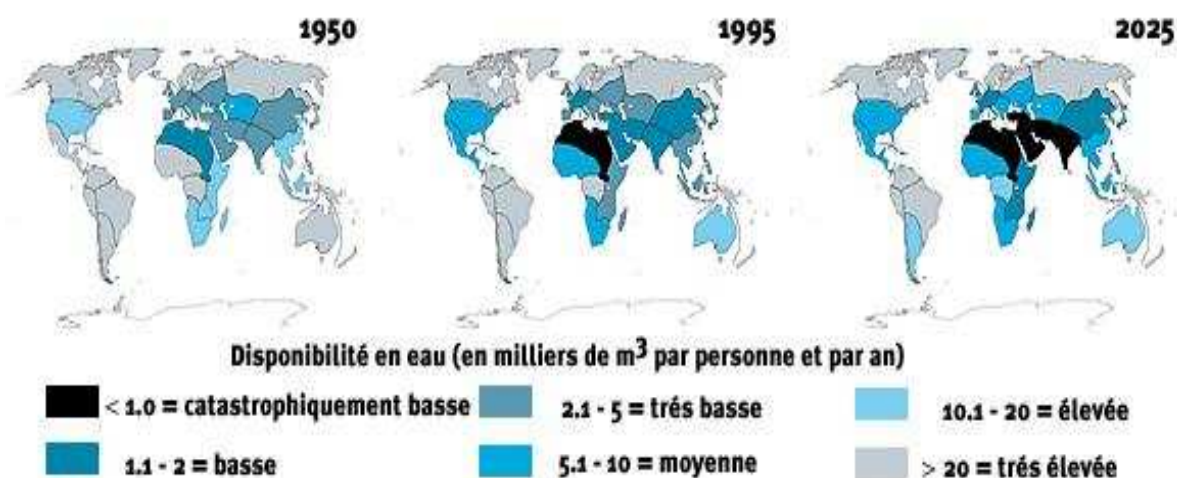 1950
1995
2025
Disponibilité en eau (en milliers de m³ par personne et par an)
< 1.0 = catastrophiquement basse
2.1 - 5 = trés basse
10.1 - 20 = élevée
1.1 - 2 = basse
5.1 - 10 = moyenne
> 20 = trés élevée